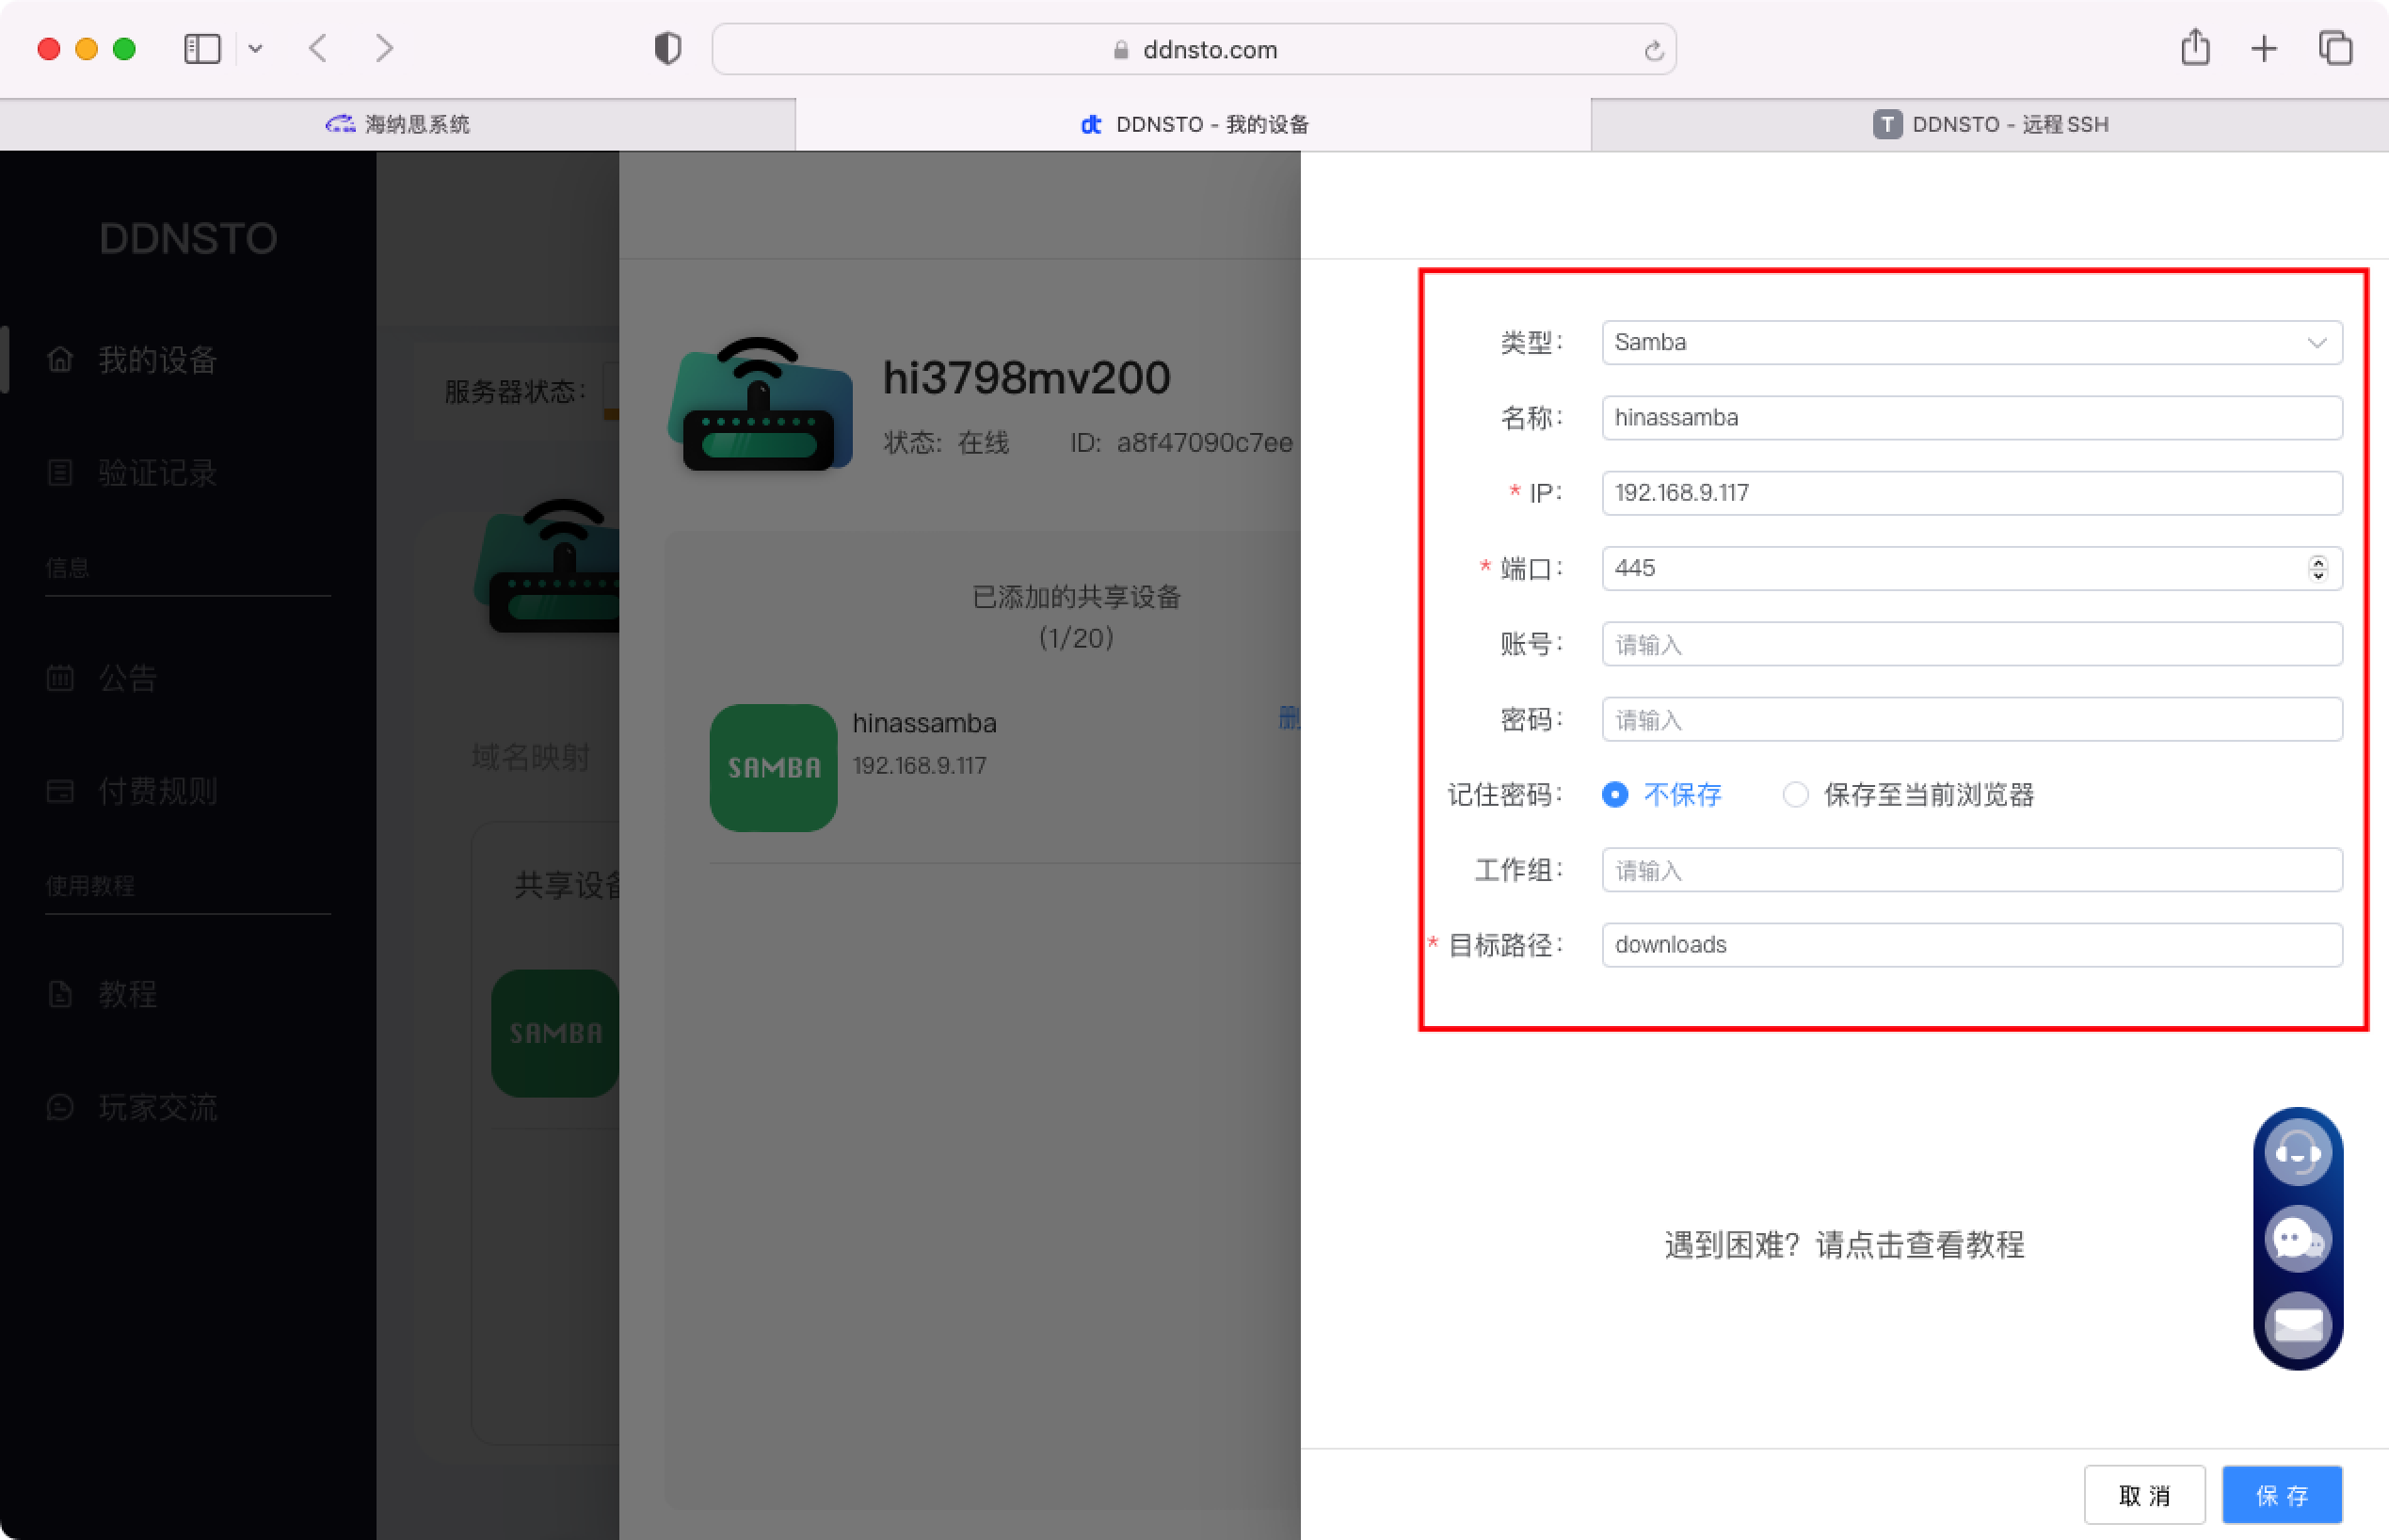 ddnsto.com
海纳思系统
dt DDNSTO - 我的设备
T DDNSTO - 远程SSH
DDNSTO
我的设备
验证记录
信息
公告
付费规则
使用教程
教程
玩家交流
服务器状态：
域名映射
共享设备
SAMBA
hi3798mv200
状态: 在线 ID: a8f47090c7ee
已添加的共享设备
(1/20)
SAMBA
hinassamba
192.168.9.117
删
类型： Samba
名称： hinassamba
* IP： 192.168.9.117
* 端口： 445
账号： 请输入
密码： 请输入
记住密码： 不保存 保存至当前浏览器
工作组： 请输入
* 目标路径： downloads
遇到困难？请点击查看教程
取 消
保 存